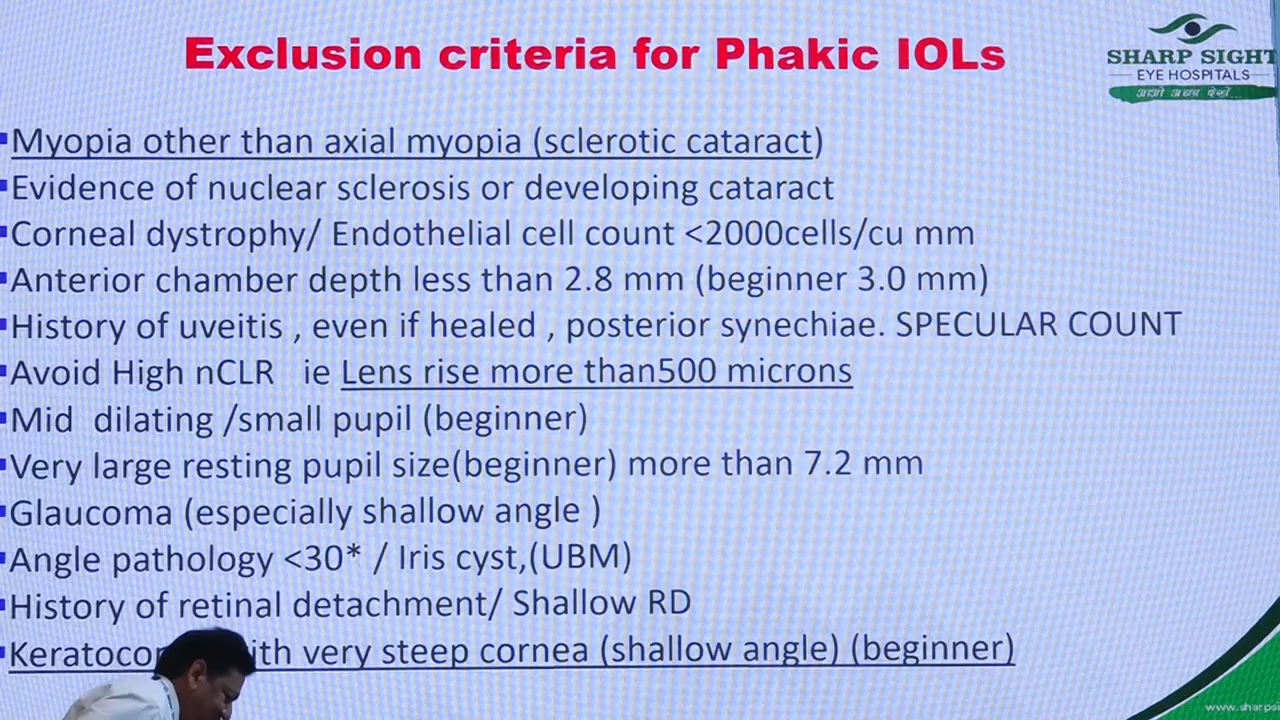 Exclusion criteria for Phakic IOLs
SHARP SIGHT
EYE HOSPITALS
आओ अच्छा देखें...
Myopia other than axial myopia (sclerotic cataract)
Evidence of nuclear sclerosis or developing cataract
Corneal dystrophy/ Endothelial cell count <2000cells/cu mm
Anterior chamber depth less than 2.8 mm (beginner 3.0 mm)
History of uveitis , even if healed , posterior synechiae. SPECULAR COUNT
Avoid High nCLR ie Lens rise more than500 microns
Mid dilating /small pupil (beginner)
Very large resting pupil size(beginner) more than 7.2 mm
Glaucoma (especially shallow angle )
Angle pathology <30* / Iris cyst,(UBM)
History of retinal detachment/ Shallow RD
very steep cornea (shallow angle) (beginner)